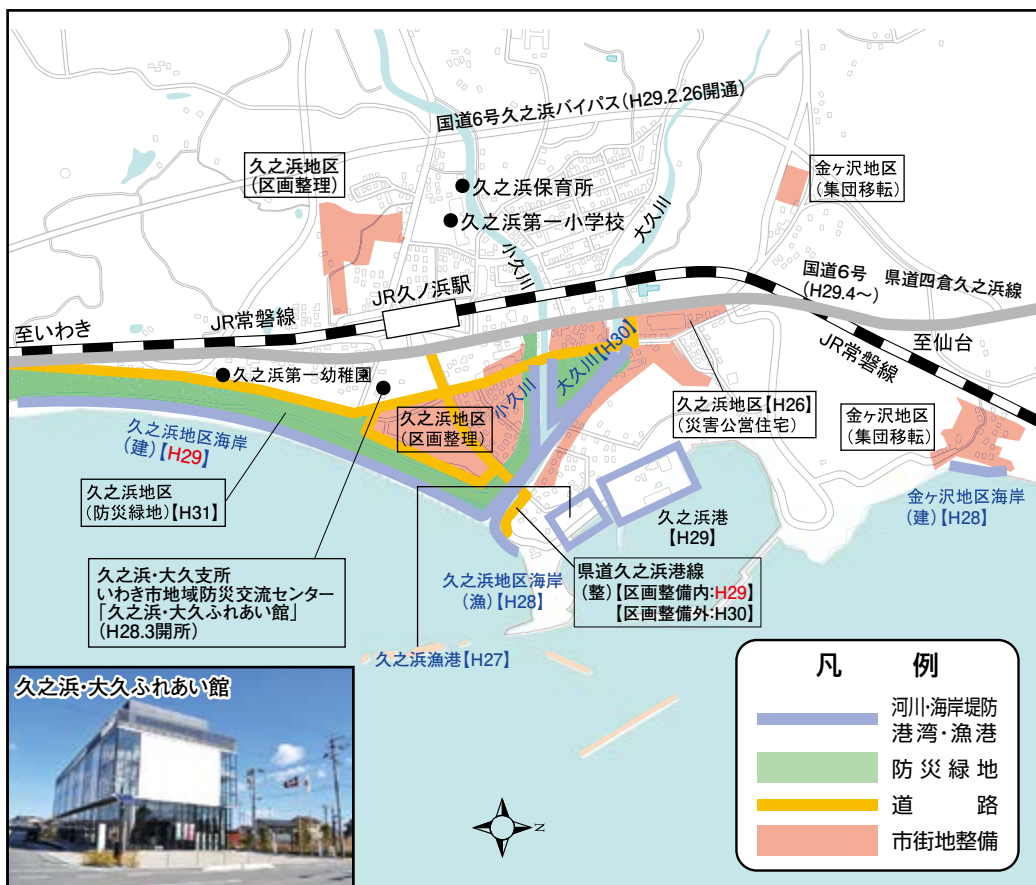 国道6号久之浜バイパス(H29.2.26開通)
久之浜地区
(区画整理)
金ヶ沢地区
(集団移転)
久之浜保育所
久之浜第一小学校
小久川
大久川
国道6号
(H29.4～)
県道四倉久之浜線
JR久ノ浜駅
至いわき
JR常磐線
至仙台
JR常磐線
久之浜第一幼稚園
小久川
大久川【H30】
久之浜地区
(区画整理)
久之浜地区【H26】
(災害公営住宅)
金ヶ沢地区
(集団移転)
久之浜地区海岸
(建)【H29】
久之浜地区
(防災緑地)【H31】
久之浜港
【H29】
金ヶ沢地区海岸
(建)【H28】
久之浜・大久支所
いわき市地域防災交流センター
「久之浜・大久ふれあい館」
(H28.3開所)
久之浜地区海岸
(漁)【H28】
県道久之浜港線
(整)【区画整備内:H29】
【区画整備外:H30】
久之浜漁港【H27】
久之浜・大久ふれあい館
N
凡例
河川・海岸堤防
港湾・漁港
防災緑地
道路
市街地整備